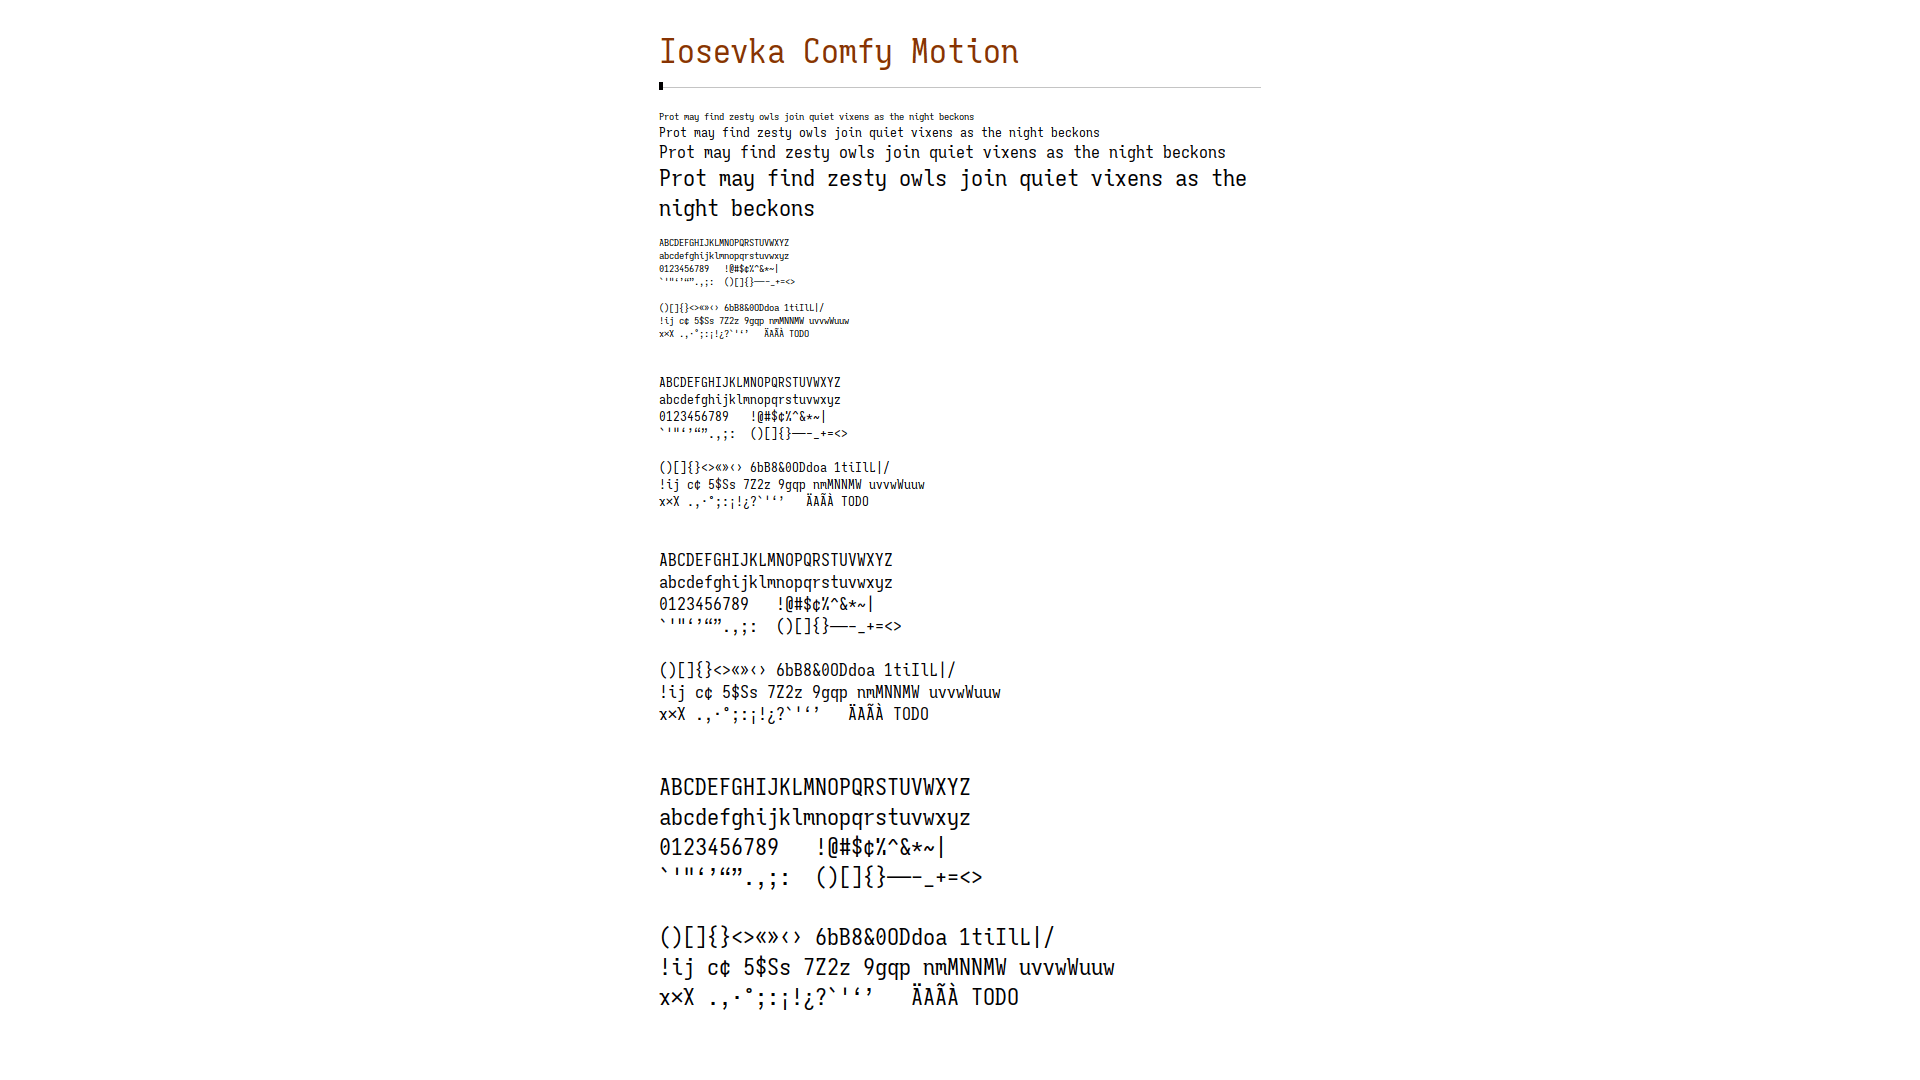 Iosevka Comfy Motion
Prot may find zesty owls join quiet vixens as the night beckons
Prot may find zesty owls join quiet vixens as the night beckons
Prot may find zesty owls join quiet vixens as the night beckons
Prot may find zesty owls join quiet vixens as the
night beckons
ABCDEFGHIJKLMNOPQRSTUVWXYZ
abcdefghijklmnopqrstuvwxyz
0123456789   !@#$¢%^&*~|
`'"‘’“”.,;:  ()[]{}—–-_+=<>

()[]{}<>«»‹› 6bB8&0ODdoa 1tiIlL|/
!ij c¢ 5$Ss 7Z2z 9gqp nmMNNMW uvvwWuuw
x×X .,·°;:¡!¿?`'‘’   ÄAÃÀ TODO

ABCDEFGHIJKLMNOPQRSTUVWXYZ
abcdefghijklmnopqrstuvwxyz
0123456789   !@#$¢%^&*~|
`'"‘’“”.,;:  ()[]{}—–-_+=<>

()[]{}<>«»‹› 6bB8&0ODdoa 1tiIlL|/
!ij c¢ 5$Ss 7Z2z 9gqp nmMNNMW uvvwWuuw
x×X .,·°;:¡!¿?`'‘’   ÄAÃÀ TODO

ABCDEFGHIJKLMNOPQRSTUVWXYZ
abcdefghijklmnopqrstuvwxyz
0123456789   !@#$¢%^&*~|
`'"‘’“”.,;:  ()[]{}—–-_+=<>

()[]{}<>«»‹› 6bB8&0ODdoa 1tiIlL|/
!ij c¢ 5$Ss 7Z2z 9gqp nmMNNMW uvvwWuuw
x×X .,·°;:¡!¿?`'‘’   ÄAÃÀ TODO

ABCDEFGHIJKLMNOPQRSTUVWXYZ
abcdefghijklmnopqrstuvwxyz
0123456789   !@#$¢%^&*~|
`'"‘’“”.,;:  ()[]{}—–-_+=<>

()[]{}<>«»‹› 6bB8&0ODdoa 1tiIlL|/
!ij c¢ 5$Ss 7Z2z 9gqp nmMNNMW uvvwWuuw
x×X .,·°;:¡!¿?`'‘’   ÄAÃÀ TODO